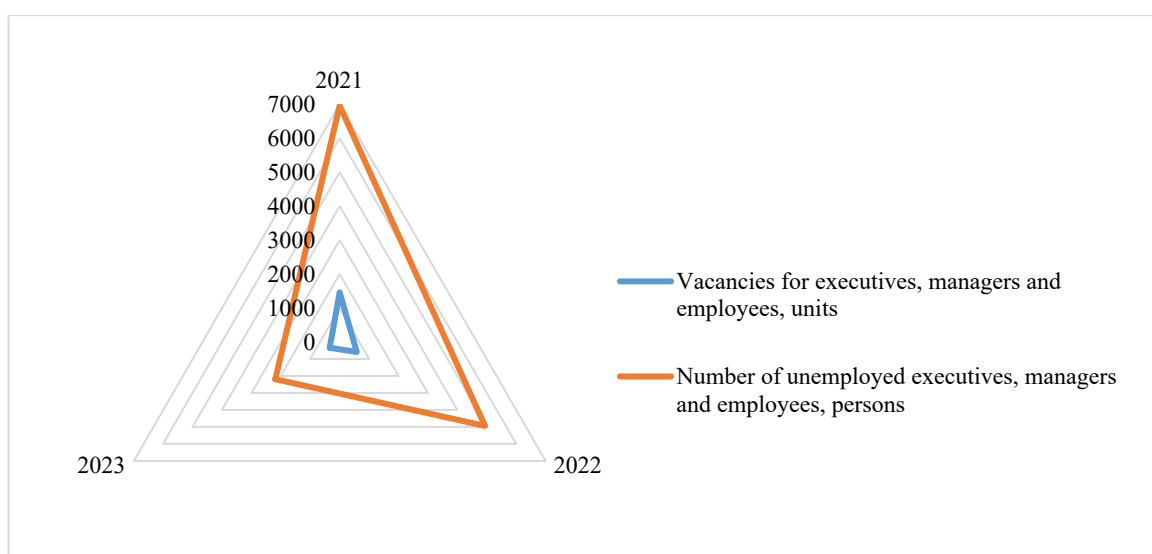 2021
7000
6000
5000
4000
3000
2000
1000
0
2023
2022
Vacancies for executives, managers and
employees, units
Number of unemployed executives, managers
and employees, persons